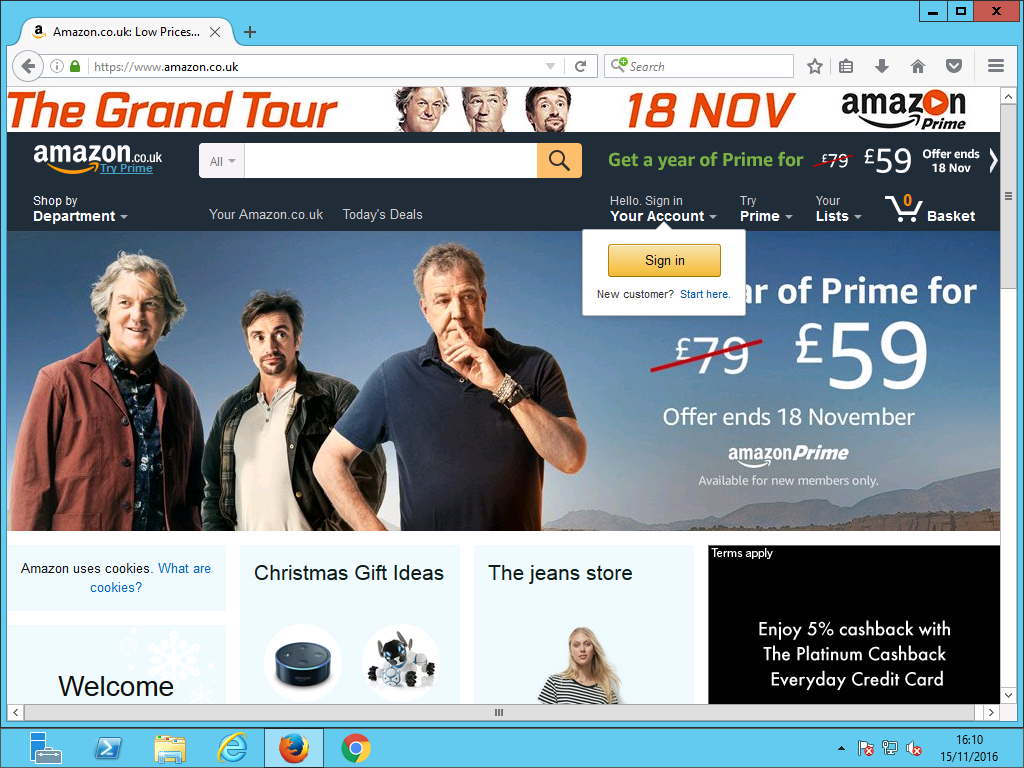 Amazon.co.uk: Low Prices...
https://www.amazon.co.uk
Search
The Grand Tour
18 NOV
amazon
Prime
amazon.co.uk
Try Prime
All
Get a year of Prime for £79 £59 Offer ends
18 Nov
Shop by
Department
Your Amazon.co.uk
Today's Deals
Hello. Sign in
Your Account
Try
Prime
Your
Lists
0
Basket
Sign in
New customer? Start here.
ar of Prime for
£79 £59
Offer ends 18 November
amazonPrime
Available for new members only.
Amazon uses cookies. What are
cookies?
Welcome
Christmas Gift Ideas
The jeans store
Terms apply
Enjoy 5% cashback with
The Platinum Cashback
Everyday Credit Card
16:10
15/11/2016